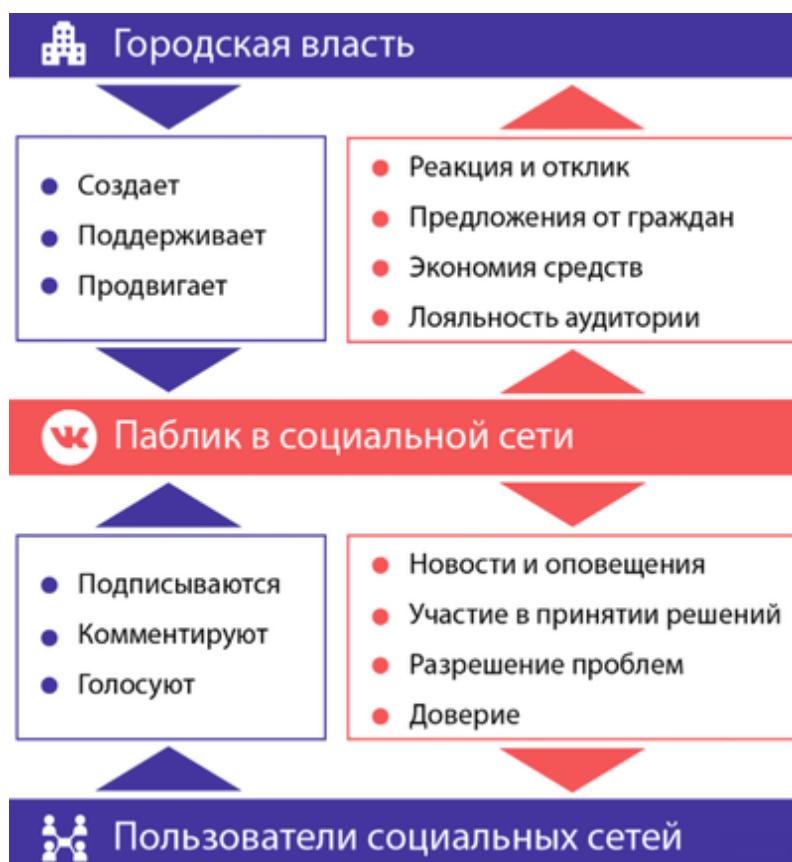 Городская власть
Создает
Поддерживает
Продвигает
Реакция и отклик
Предложения от граждан
Экономия средств
Лояльность аудитории
Паблик в социальной сети
Подписываются
Комментируют
Голосуют
Новости и оповещения
Участие в принятии решений
Разрешение проблем
Доверие
Пользователи социальных сетей